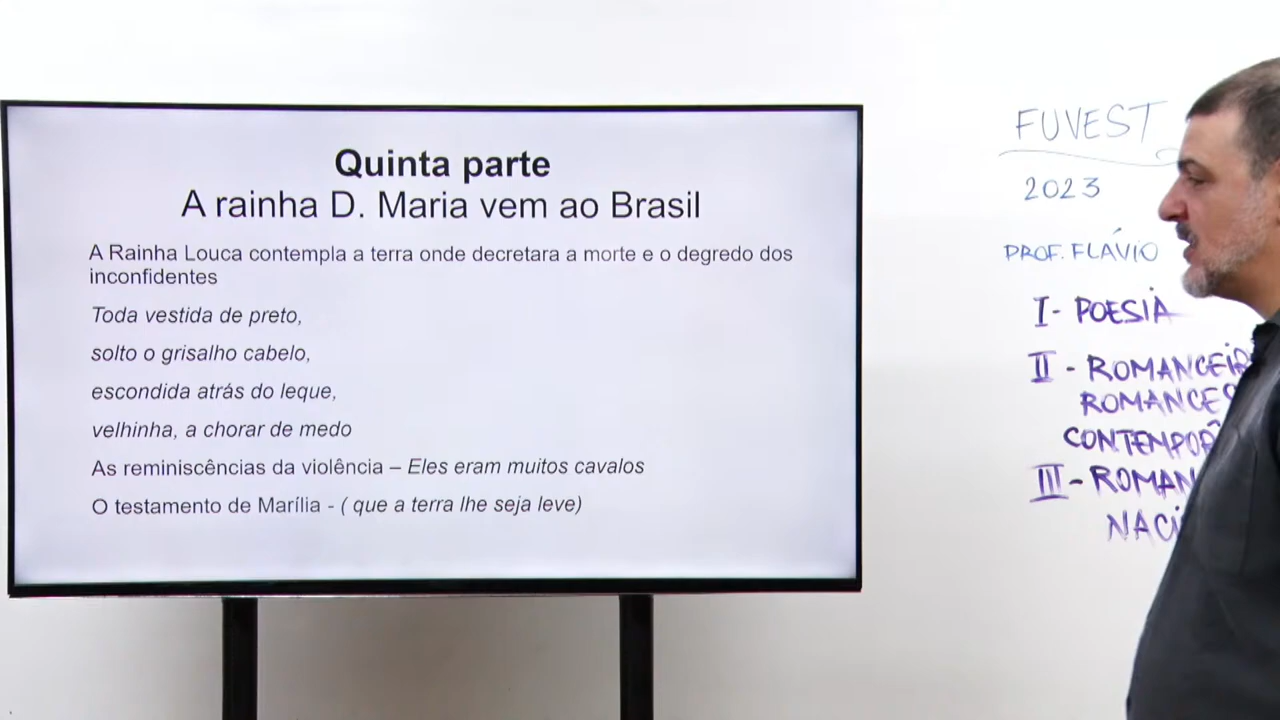 Quinta parte
A rainha D. Maria vem ao Brasil
A Rainha Louca contempla a terra onde decretara a morte e o degredo dos
inconfidentes
Toda vestida de preto,
solto o grisalho cabelo,
escondida atrás do leque,
velhinha, a chorar de medo
As reminiscências da violência – Eles eram muitos cavalos
O testamento de Marília - ( que a terra lhe seja leve)
FUVEST
2023
PROF. FLÁVIO
I - POESIA
II - 
III -